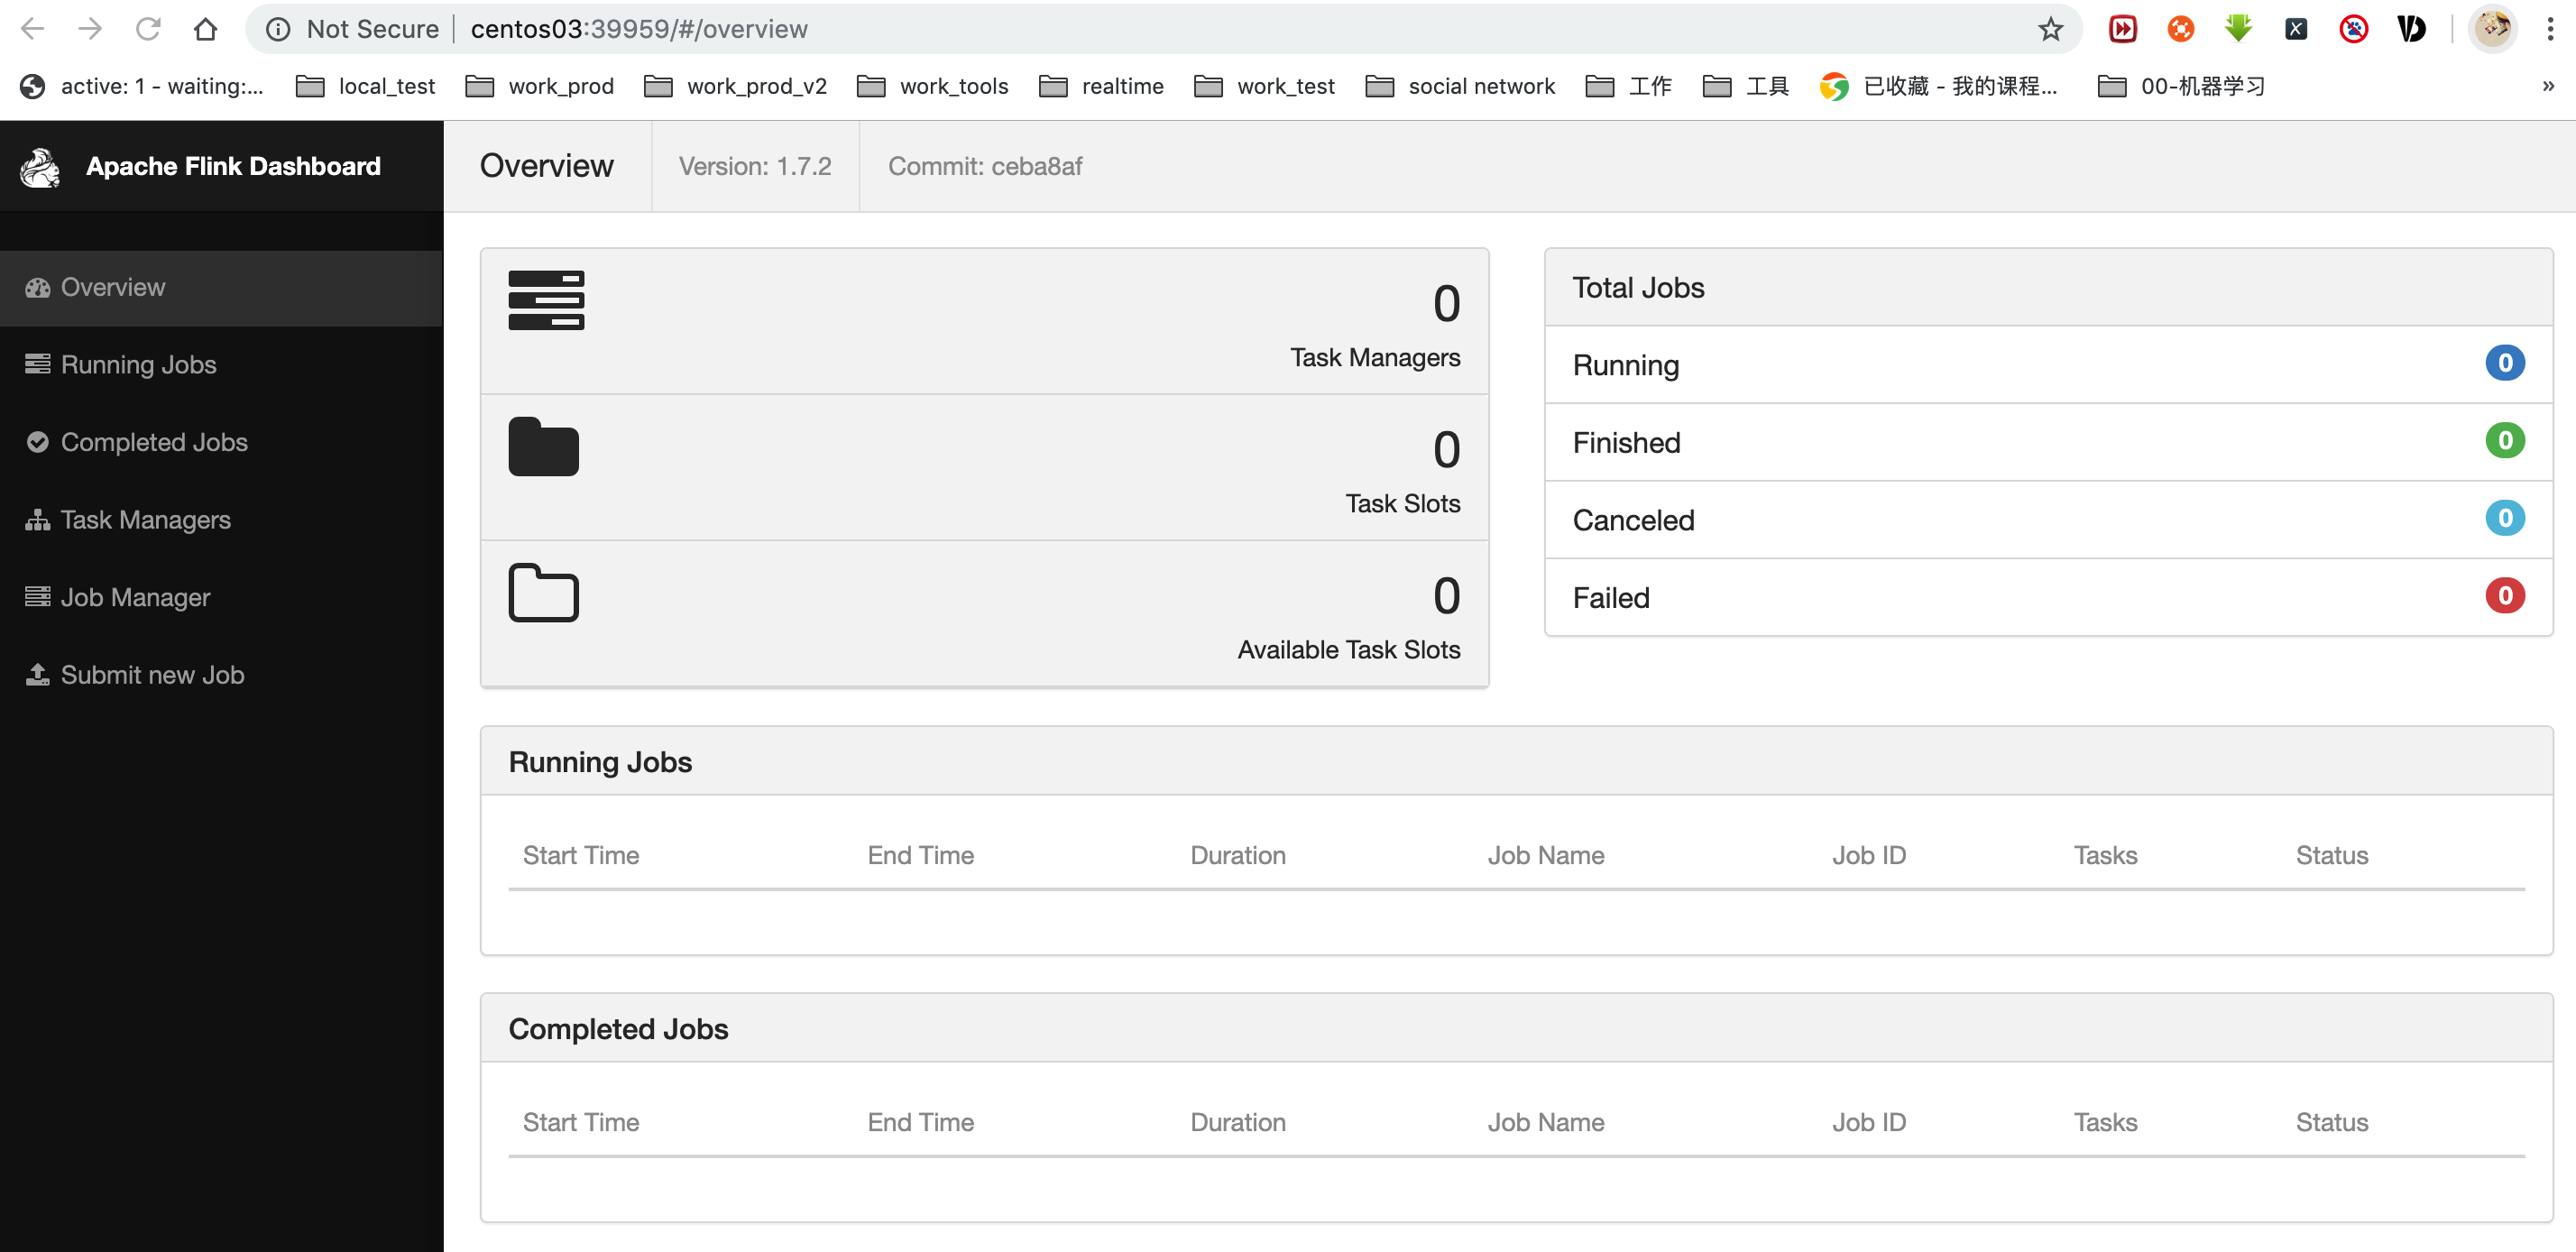 Not Secure centos03:39959/#/overview
active: 1 - waiting:... local_test work_prod work_prod_v2 work_tools realtime work_test social network 工作 工具 已收藏 - 我的课程... 00-机器学习 »
Apache Flink Dashboard
Overview
Running Jobs
Completed Jobs
Task Managers
Job Manager
Submit new Job
Overview Version: 1.7.2 Commit: ceba8af
0
Task Managers
0
Task Slots
0
Available Task Slots
Total Jobs
Running 0
Finished 0
Canceled 0
Failed 0
Running Jobs
Start Time End Time Duration Job Name Job ID Tasks Status
Completed Jobs
Start Time End Time Duration Job Name Job ID Tasks Status